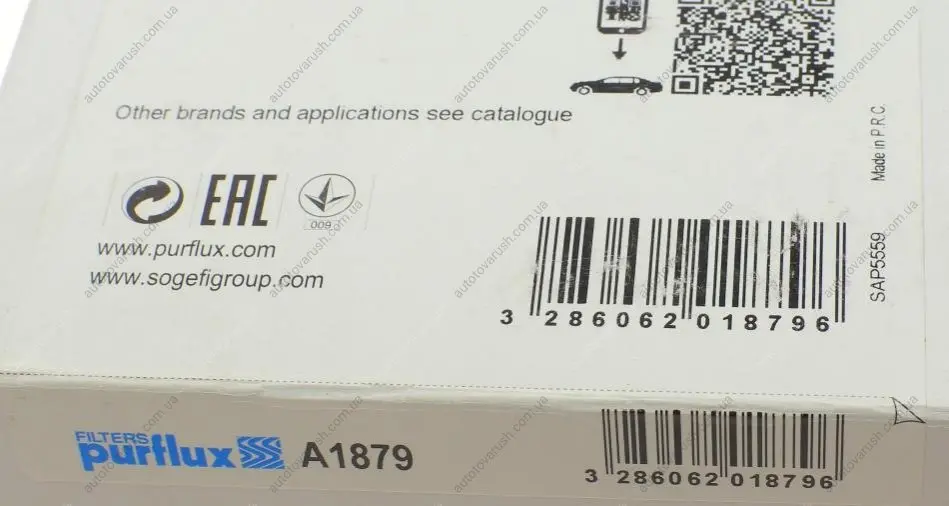 Other brands and applications see catalogue
Made in P.R.C.
SAP5559
EAC
009
www.purflux.com
www.sogefigroup.com
3 286062 018796
FILTERS
purflux
A1879
3 286062 018796
autotovarush.com.ua